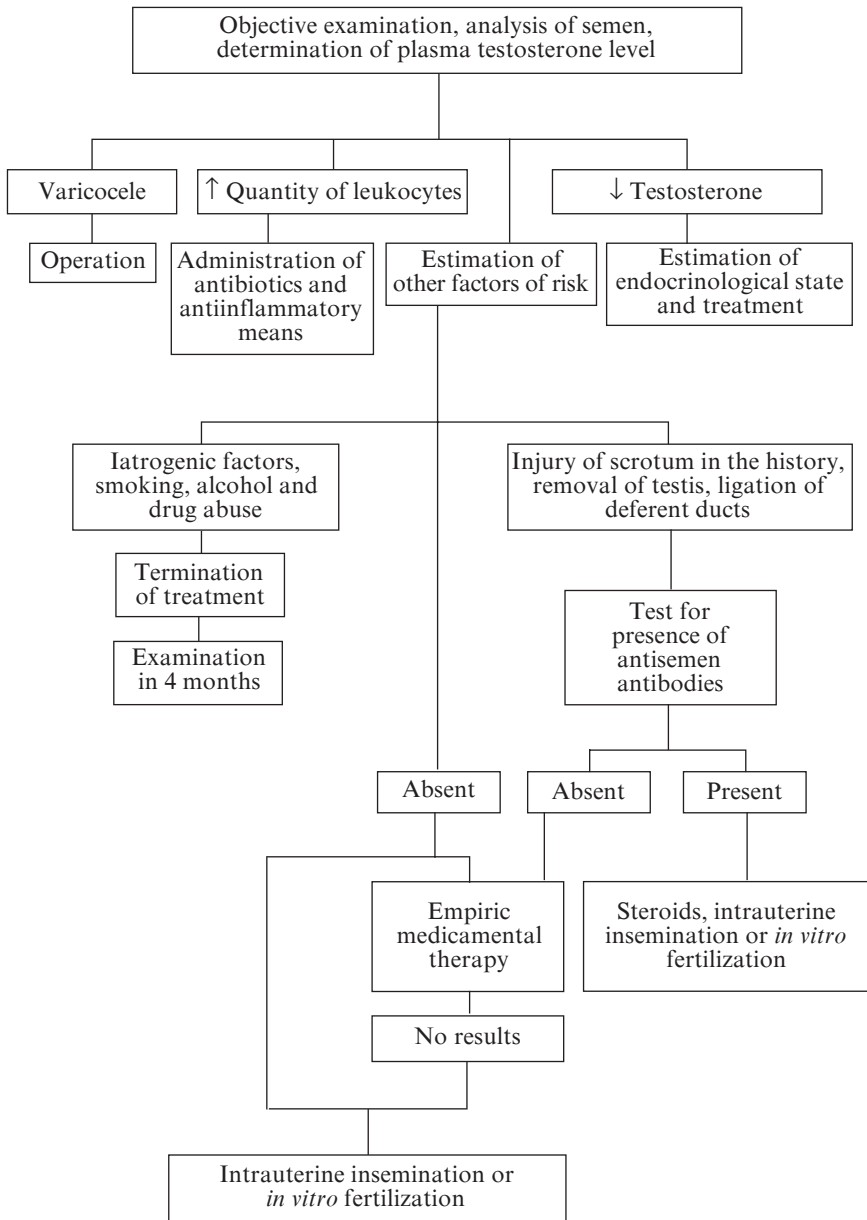 Objective examination, analysis of semen,
determination of plasma testosterone level
Varicocele
↑ Quantity of leukocytes
↓ Testosterone
Operation
Administration of
antibiotics and
antiinflammatory
means
Estimation of
other factors of risk
Estimation of
endocrinological state
and treatment
Iatrogenic factors,
smoking, alcohol and
drug abuse
Injury of scrotum in the history,
removal of testis, ligation of
deferent ducts
Termination
of treatment
Test for
presence of
antisemen
antibodies
Examination
in 4 months
Absent
Absent
Present
Empiric
medicamental
therapy
Steroids, intrauterine
insemination or in vitro
fertilization
No results
Intrauterine insemination or
in vitro fertilization